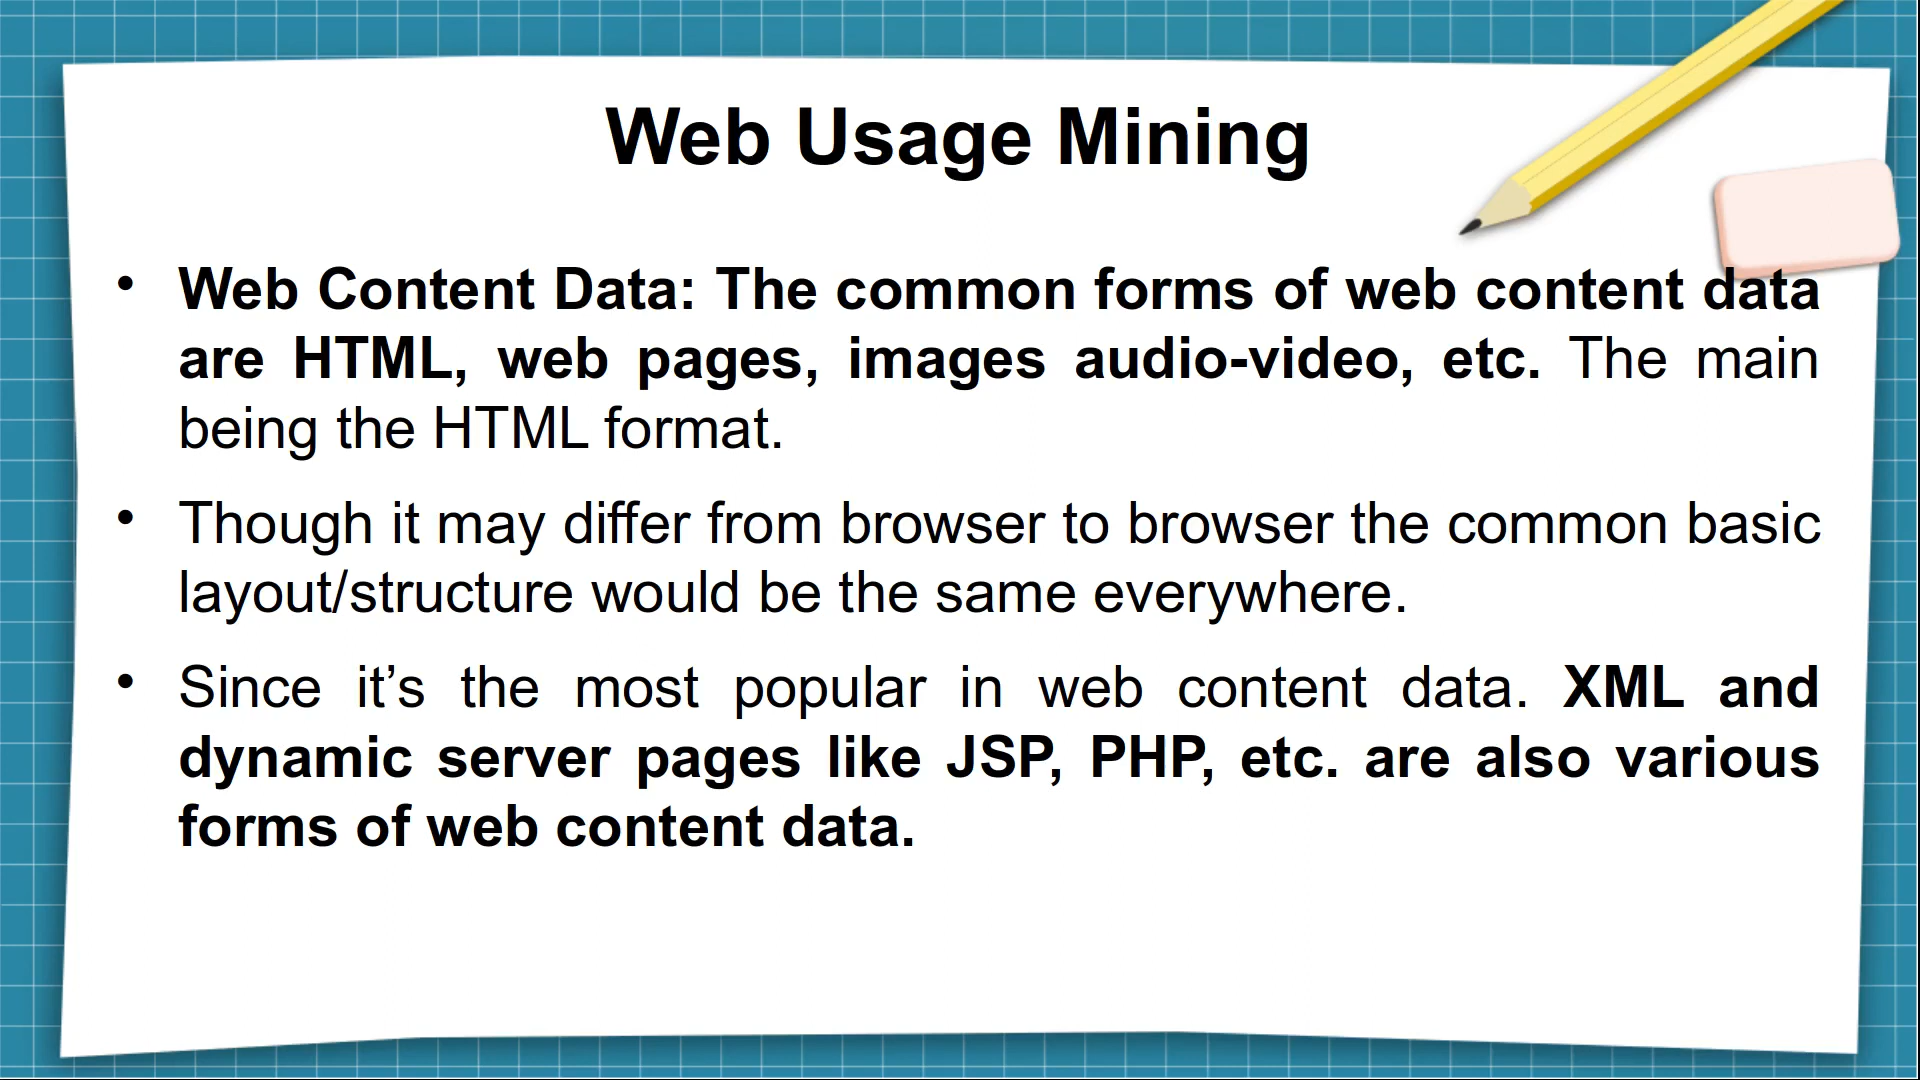 Web Usage Mining
• Web Content Data: The common forms of web content data
are HTML, web pages, images audio-video, etc. The main
being the HTML format.
• Though it may differ from browser to browser the common basic
layout/structure would be the same everywhere.
• Since it’s the most popular in web content data. XML and
dynamic server pages like JSP, PHP, etc. are also various
forms of web content data.